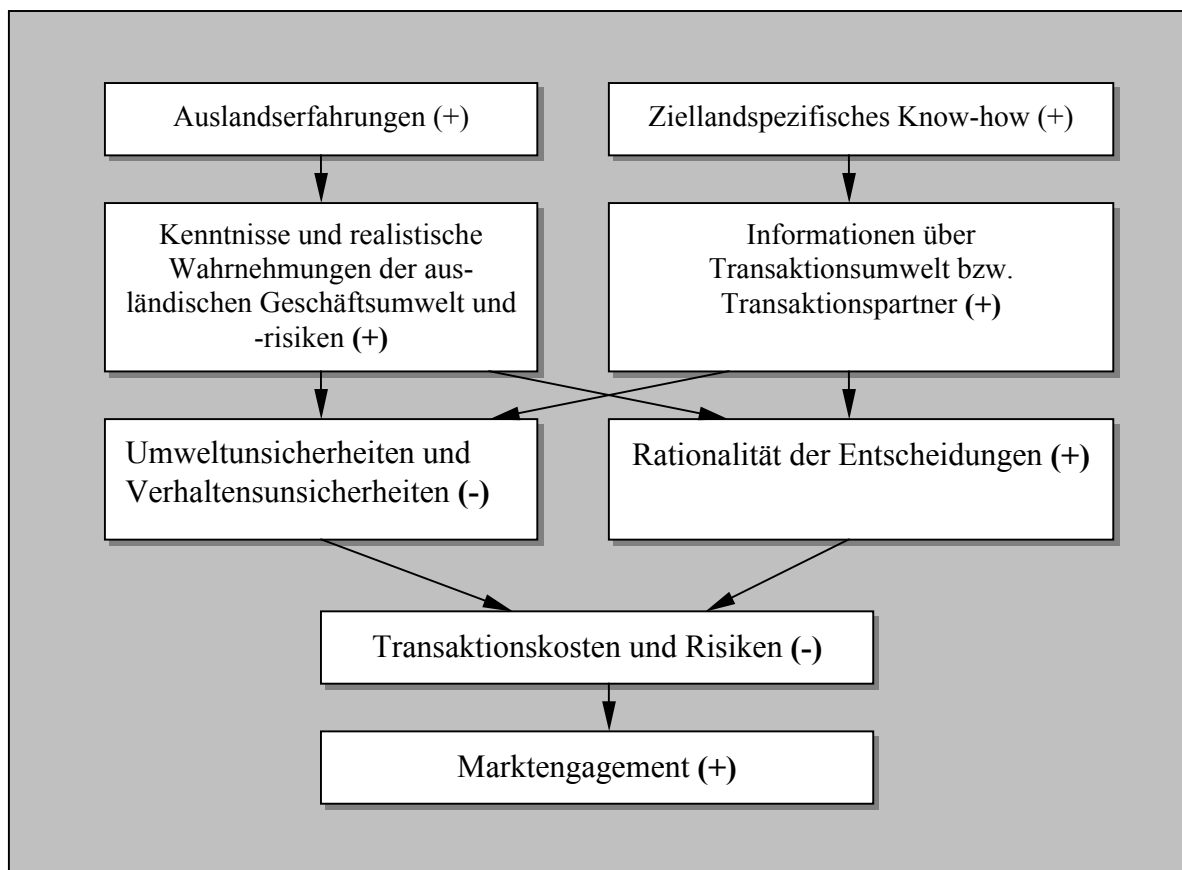 Auslandserfahrungen (+)
Ziellandspezifisches Know-how (+)
Kenntnisse und realistische
Wahrnehmungen der aus-
ländischen Geschäftsumwelt und
-risiken (+)
Informationen über
Transaktionsumwelt bzw.
Transaktionspartner (+)
Umweltunsicherheiten und
Verhaltensunsicherheiten (-)
Rationalität der Entscheidungen (+)
Transaktionskosten und Risiken (-)
Marktengagement (+)